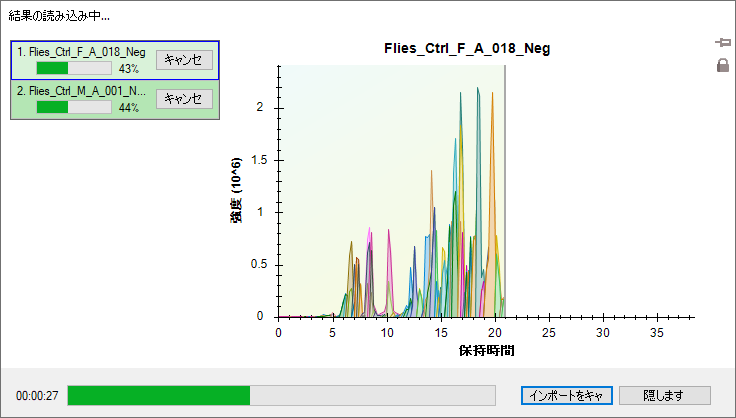 結果の読み込み中...
1. Flies_Ctrl_F_A_018_Neg
キャンセ
43%
2. Flies_Ctrl_M_A_001_N...
キャンセ
44%
Flies_Ctrl_F_A_018_Neg
強度 (10^6)
2
1.5
1
0.5
0
0 5 10 15 20 25 30 35
保持時間
00:00:27
インポートをキャ
隠します